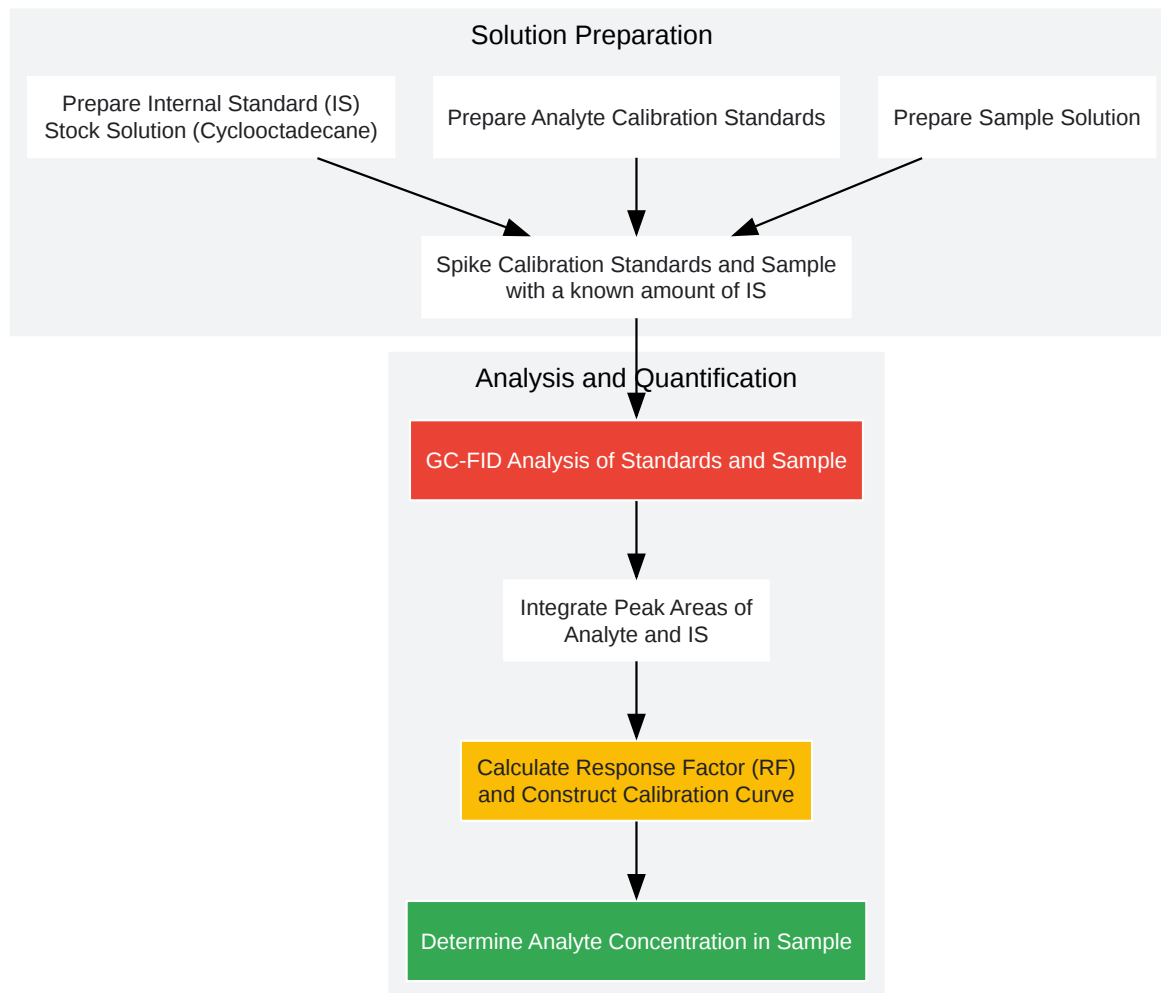 Solution Preparation
Prepare Internal Standard (IS)
Stock Solution (Cyclooctadecane)
Prepare Analyte Calibration Standards
Prepare Sample Solution
Spike Calibration Standards and Sample
with a known amount of IS
Analysis and Quantification
GC-FID Analysis of Standards and Sample
Integrate Peak Areas of
Analyte and IS
Calculate Response Factor (RF)
and Construct Calibration Curve
Determine Analyte Concentration in Sample